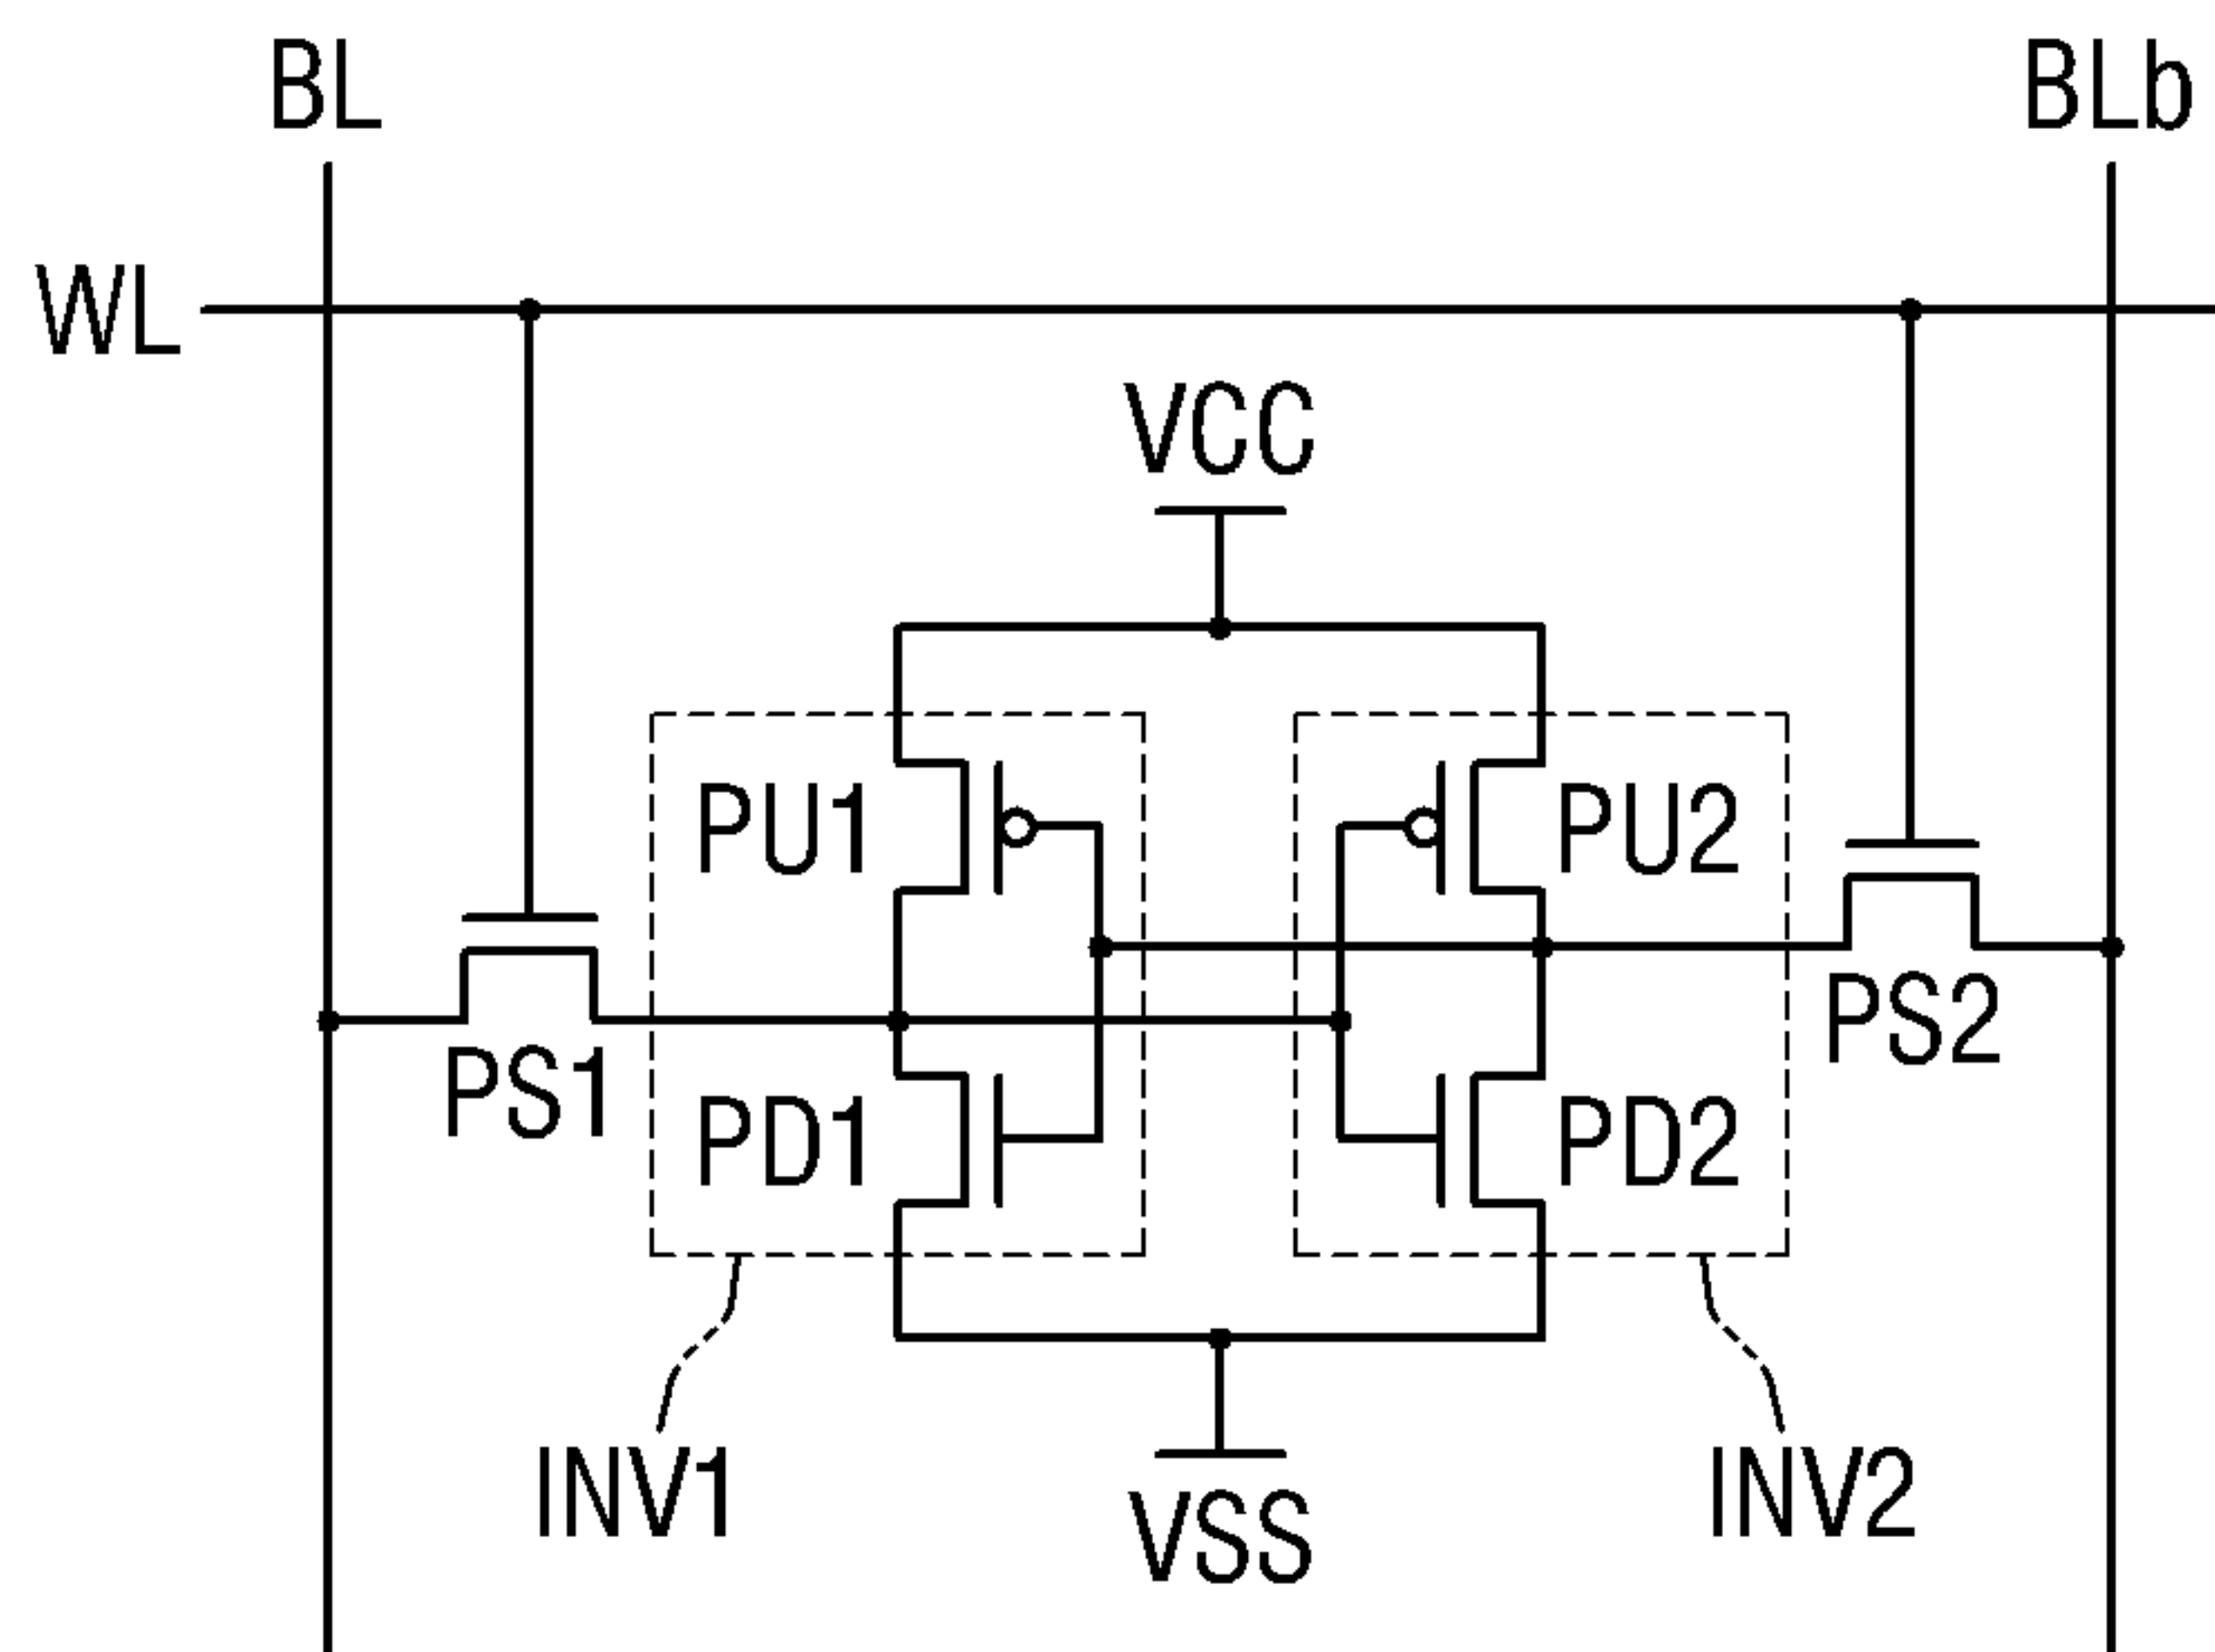 BL BLb
WL
VCC
PU1 PU2
PS1 PS2
PD1 PD2
INV1 INV2
VSS